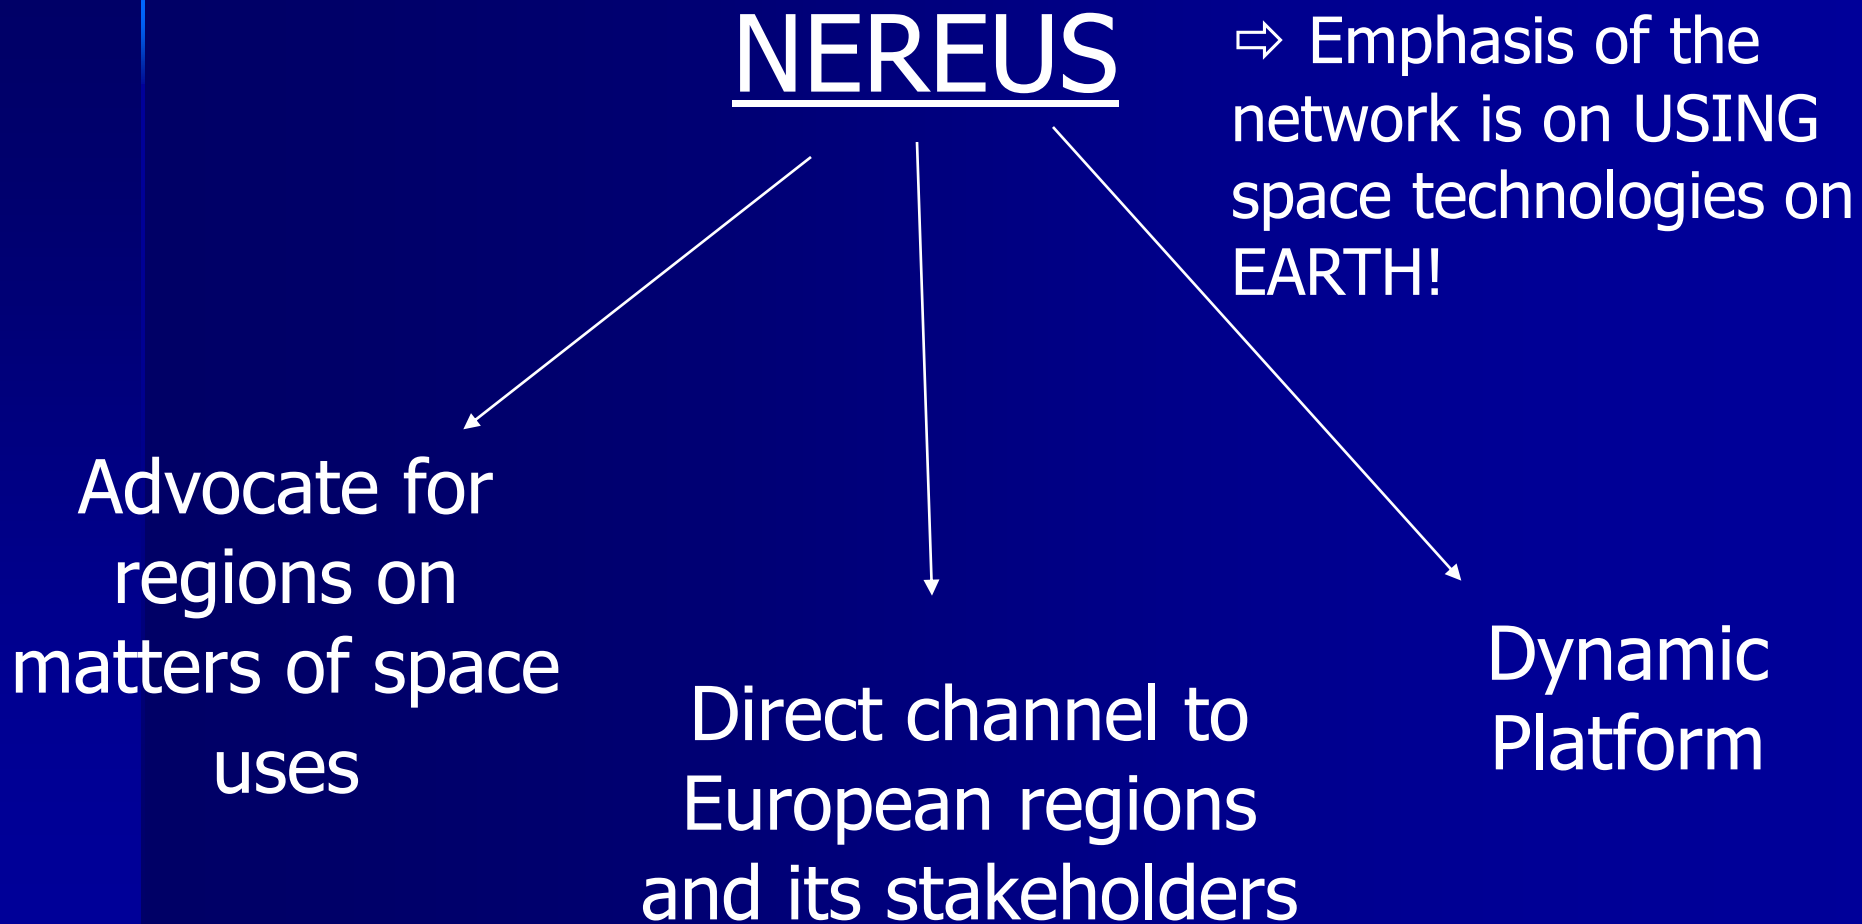 NEREUS
⇨ Emphasis of the
network is on USING
space technologies on
EARTH!
Advocate for
regions on
matters of space
uses
Direct channel to
European regions
and its stakeholders
Dynamic
Platform